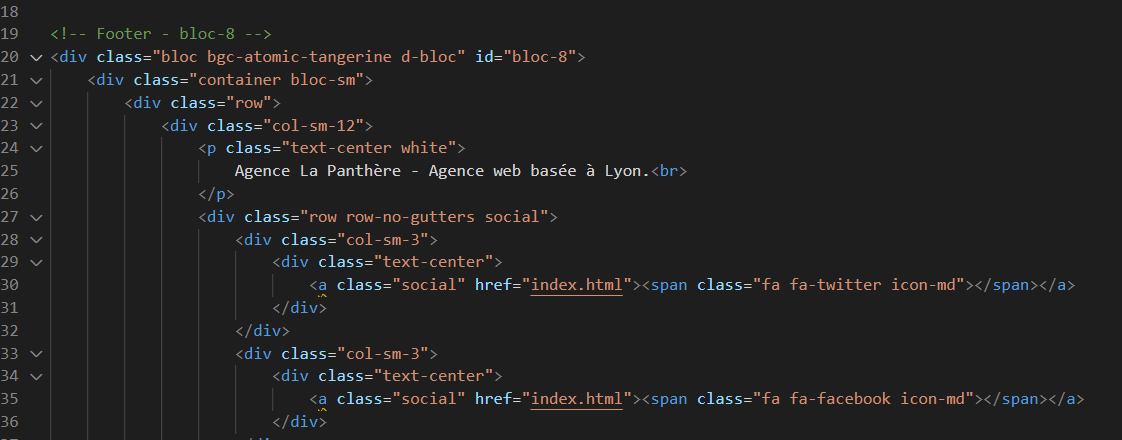 18
19 <!-- Footer - bloc-8 -->
20 <div class="bloc bgc-atomic-tangerine d-bloc" id="bloc-8">
21 <div class="container bloc-sm">
22 <div class="row">
23 <div class="col-sm-12">
24 <p class="text-center white">
25 Agence La Panthère - Agence web basée à Lyon.<br>
26 </p>
27 <div class="row row-no-gutters social">
28 <div class="col-sm-3">
29 <div class="text-center">
30 <a class="social" href="index.html"><span class="fa fa-twitter icon-md"></span></a>
31 </div>
32 </div>
33 <div class="col-sm-3">
34 <div class="text-center">
35 <a class="social" href="index.html"><span class="fa fa-facebook icon-md"></span></a>
36 </div>